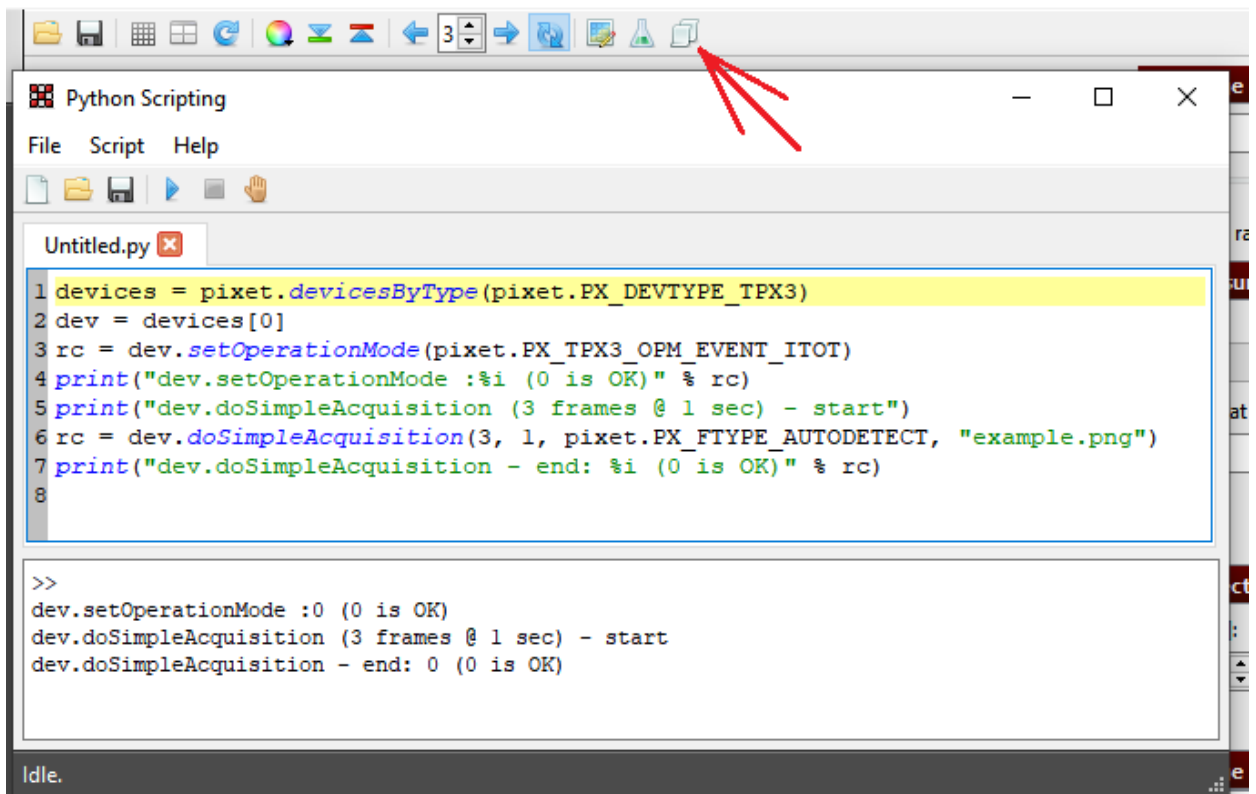 3
Python Scripting
File Script Help
Untitled.py
1 devices = pixet.devicesByType(pixet.PX_DEVTYPE_TPX3)
2 dev = devices[0]
3 rc = dev.setOperationMode(pixet.PX_TPX3_OPM_EVENT_ITOT)
4 print("dev.setOperationMode :%i (0 is OK)" % rc)
5 print("dev.doSimpleAcquisition (3 frames @ 1 sec) - start")
6 rc = dev.doSimpleAcquisition(3, 1, pixet.PX_FTYPE_AUTODETECT, "example.png")
7 print("dev.doSimpleAcquisition - end: %i (0 is OK)" % rc)
8
>>
dev.setOperationMode :0 (0 is OK)
dev.doSimpleAcquisition (3 frames @ 1 sec) - start
dev.doSimpleAcquisition - end: 0 (0 is OK)
Idle.